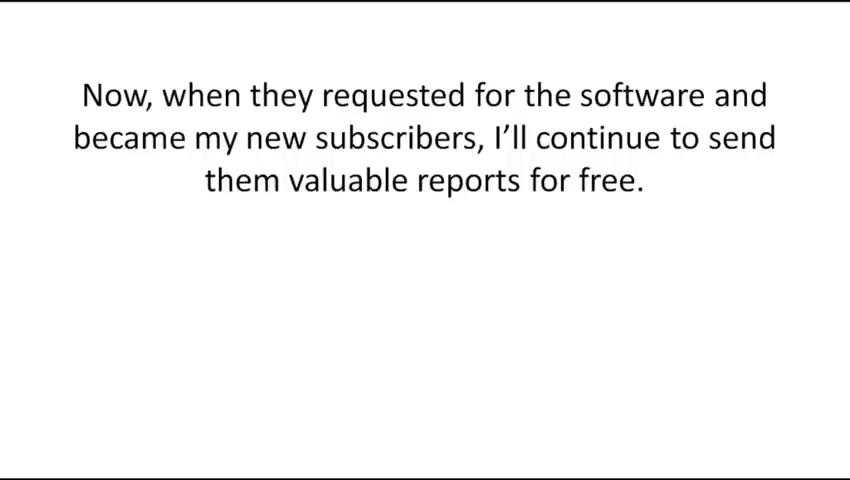 Now, when they requested for the software and
became my new subscribers, I’ll continue to send
them valuable reports for free.